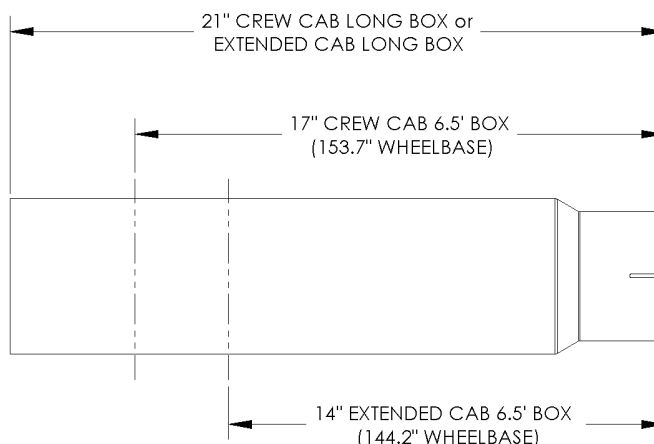 21" CREW CAB LONG BOX or
EXTENDED CAB LONG BOX
17" CREW CAB 6.5' BOX
(153.7" WHEELBASE)
14" EXTENDED CAB 6.5' BOX
(144.2" WHEELBASE)